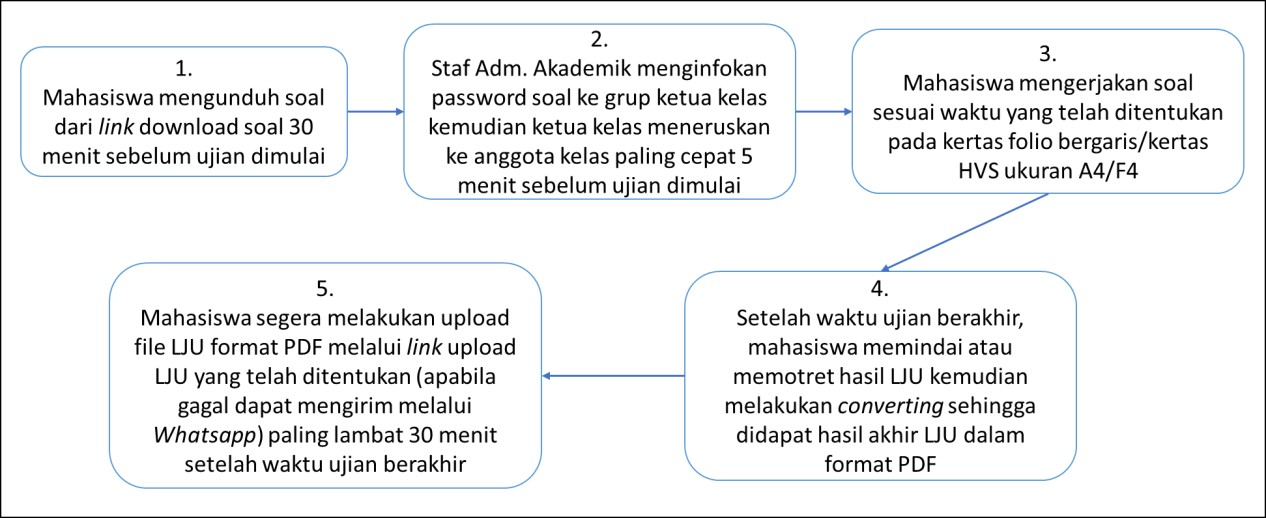 1.
Mahasiswa mengunduh soal
dari link download soal 30
menit sebelum ujian dimulai
2.
Staf Adm. Akademik menginfokan
password soal ke grup ketua kelas
kemudian ketua kelas meneruskan
ke anggota kelas paling cepat 5
menit sebelum ujian dimulai
3.
Mahasiswa mengerjakan soal
sesuai waktu yang telah ditentukan
pada kertas folio bergaris/kertas
HVS ukuran A4/F4
4.
Setelah waktu ujian berakhir,
mahasiswa memindai atau
memotret hasil LJU kemudian
melakukan converting sehingga
didapat hasil akhir LJU dalam
format PDF
5.
Mahasiswa segera melakukan upload
file LJU format PDF melalui link upload
LJU yang telah ditentukan (apabila
gagal dapat mengirim melalui
Whatsapp) paling lambat 30 menit
setelah waktu ujian berakhir